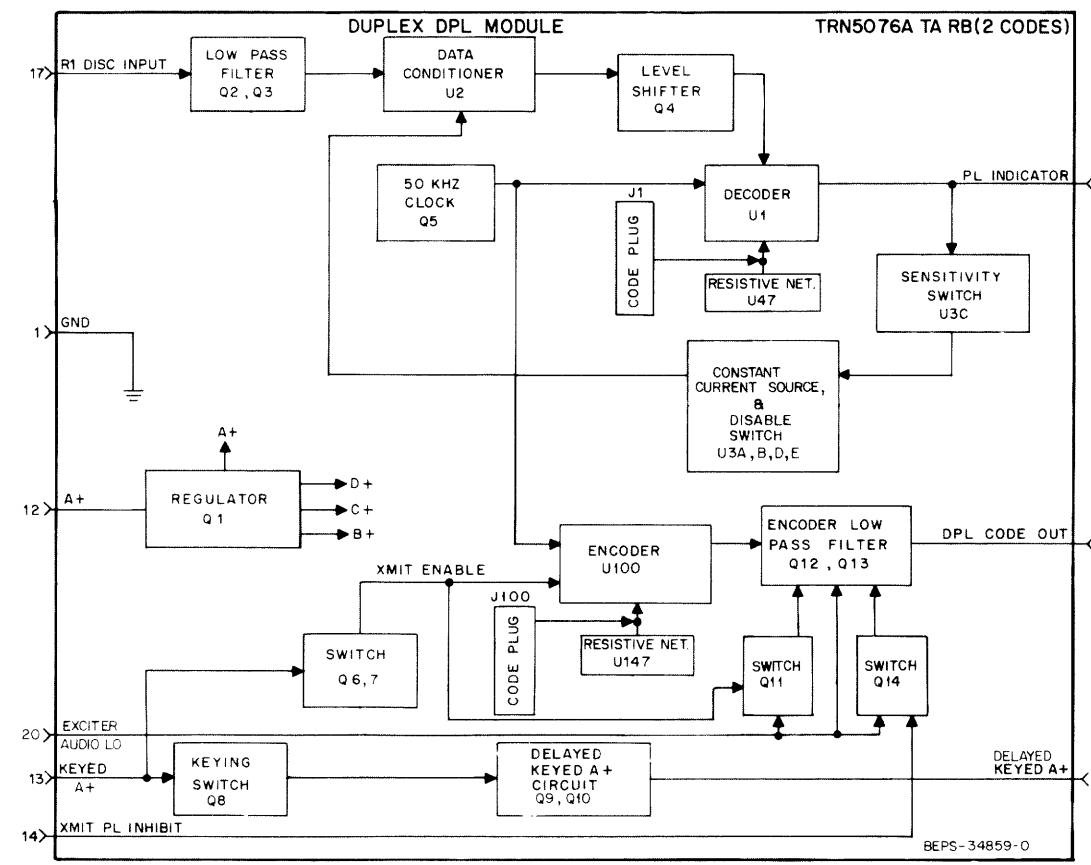 DUPLEX DPL MODULE
TRN5076A TA RB(2 CODES)
17
R1 DISC INPUT
LOW PASS
FILTER
Q2, Q3
DATA
CONDITIONER
U2
LEVEL
SHIFTER
Q4
50 KHZ
CLOCK
Q5
J1
CODE PLUG
DECODER
U1
PL INDICATOR
RESISTIVE NET.
U47
SENSITIVITY
SWITCH
U3C
1
GND
CONSTANT
CURRENT SOURCE,
&
DISABLE
SWITCH
U3A,B,D,E
A+
12
A+
REGULATOR
Q1
D+
C+
B+
ENCODER
U100
ENCODER LOW
PASS FILTER
Q12, Q13
DPL CODE OUT
XMIT ENABLE
J100
CODE PLUG
RESISTIVE NET.
U147
SWITCH
Q6,7
SWITCH
Q11
SWITCH
Q14
20
EXCITER
AUDIO LO
13
KEYED
A+
KEYING
SWITCH
Q8
DELAYED
KEYED A+
CIRCUIT
Q9, Q10
DELAYED
KEYED A+
14
XMIT PL INHIBIT
BEPS-34859-O